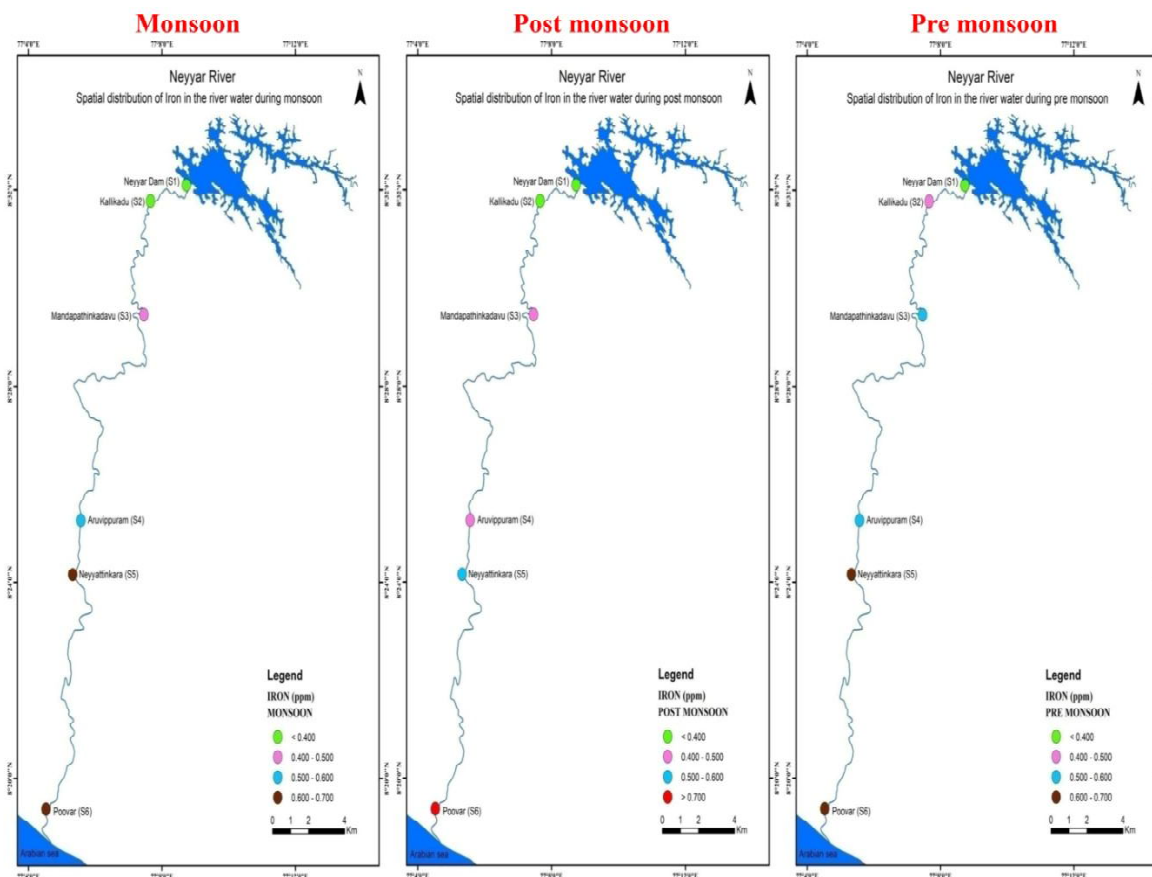 Monsoon
Post monsoon
Pre monsoon
Neyyar River
Spatial distribution of Iron in the river water during monsoon
N
Neyyar Dam (S1)
Kallikadu (S2)
Mandapathinkadavu (S3)
Aruvippuram (S4)
Neyyattinkara (S5)
Poovar (S6)
Arabian sea
Legend
IRON (ppm)
MONSOON
< 0.400
0.400 - 0.500
0.500 - 0.600
0.600 - 0.700
0 1 2 4
Km
Neyyar River
Spatial distribution of Iron in the river water during post monsoon
N
Neyyar Dam (S1)
Kallikadu (S2)
Mandapathinkadavu (S3)
Aruvippuram (S4)
Neyyattinkara (S5)
Poovar (S6)
Arabian sea
Legend
IRON (ppm)
POST MONSOON
< 0.400
0.400 - 0.500
0.500 - 0.600
> 0.700
0 1 2 4
Km
Neyyar River
Spatial distribution of Iron in the river water during pre monsoon
N
Neyyar Dam (S1)
Kallikadu (S2)
Mandapathinkadavu (S3)
Aruvippuram (S4)
Neyyattinkara (S5)
Poovar (S6)
Arabian sea
Legend
IRON (ppm)
PRE MONSOON
< 0.400
0.400 - 0.500
0.500 - 0.600
0.600 - 0.700
0 1 2 4
Km